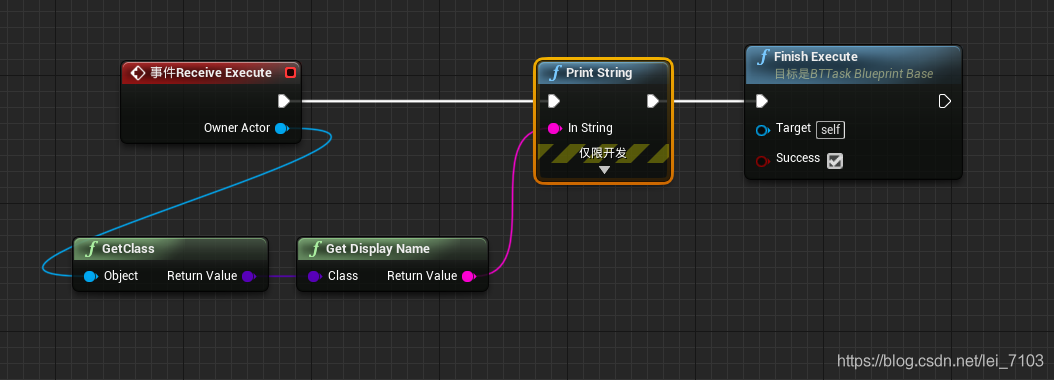 事件Receive Execute
Owner Actor
Print String
In String
仅限开发
Finish Execute
目标是BTTask Blueprint Base
Target self
Success
GetClass
Object Return Value
Get Display Name
Class Return Value
https://blog.csdn.net/lei_7103